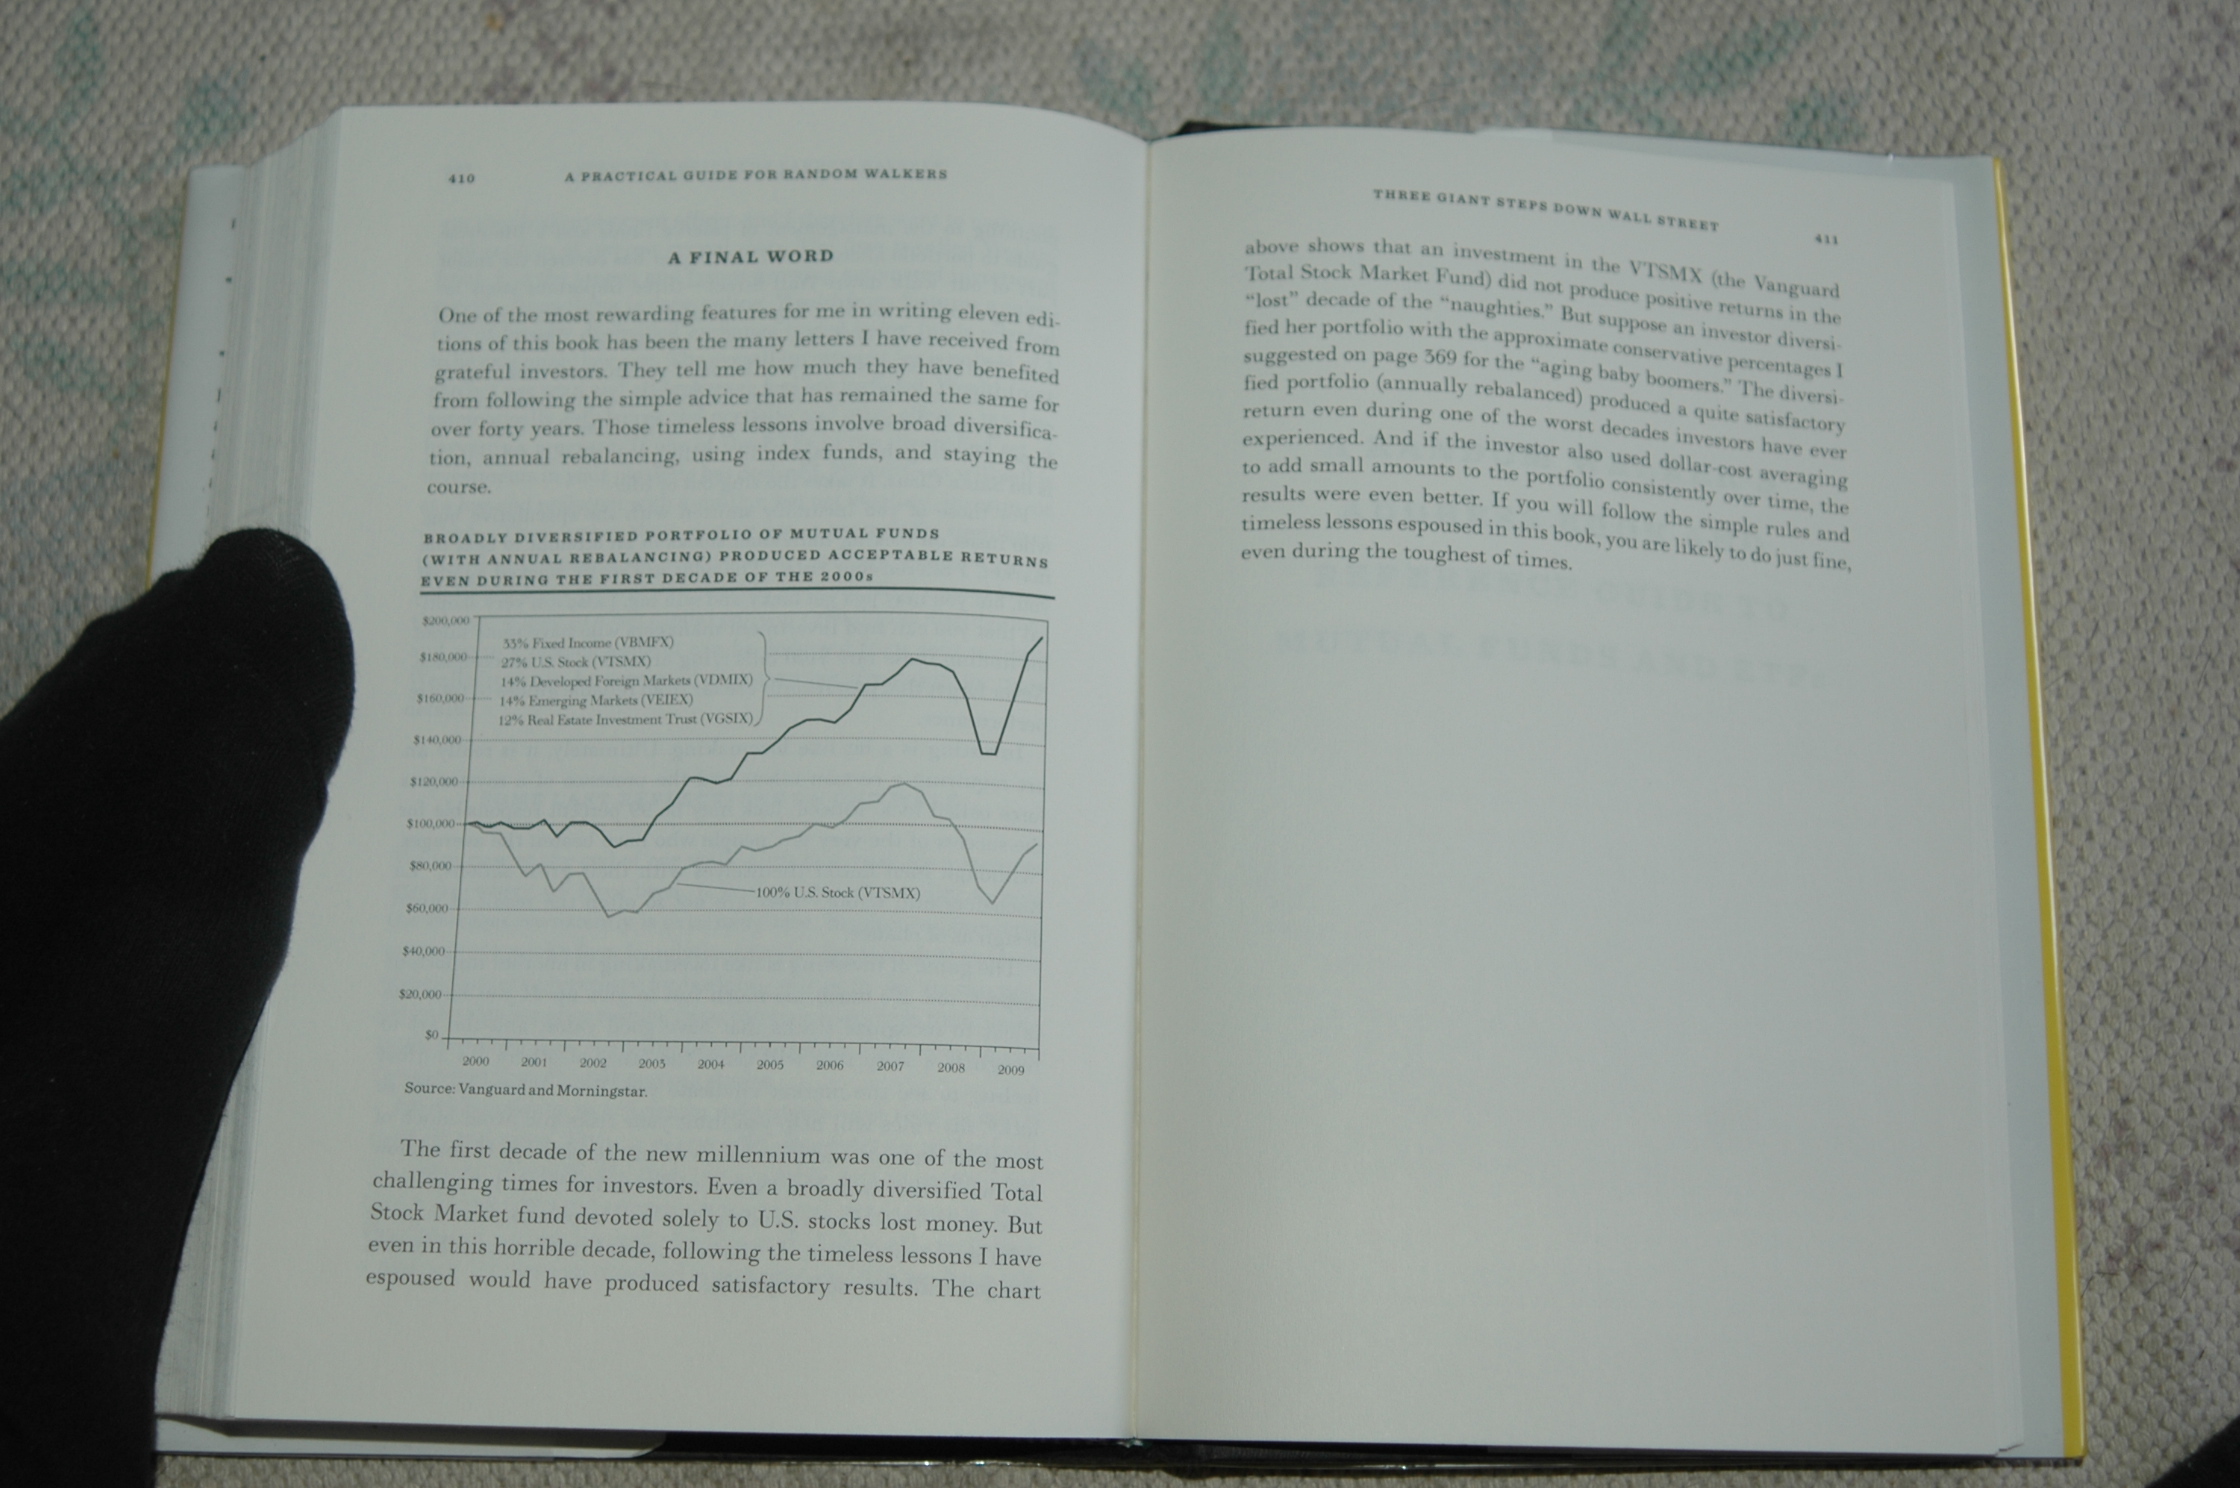 410
A PRACTICAL GUIDE FOR RANDOM WALKERS
A FINAL WORD
One of the most rewarding features for me in writing eleven edi-
tions of this book has been the many letters I have received from
grateful investors. They tell me how much they have benefited
from following the simple advice that has remained the same for
over forty years. Those timeless lessons involve broad diversifica-
tion, annual rebalancing, using index funds, and staying the
course.
BROADLY DIVERSIFIED PORTFOLIO OF MUTUAL FUNDS
(WITH ANNUAL REBALANCING) PRODUCED ACCEPTABLE RETURNS
EVEN DURING THE FIRST DECADE OF THE 2000s
$200,000
$180,000
$160,000
$140,000
$120,000
$100,000
$80,000
$60,000
$40,000
$20,000
$0
33% Fixed Income (VBMFX)
27% U.S. Stock (VTSMX)
14% Developed Foreign Markets (VDMIX)
14% Emerging Markets (VEIEX)
12% Real Estate Investment Trust (VGSIX)
100% U.S. Stock (VTSMX)
2000 2001 2002 2003 2004 2005 2006 2007 2008 2009
Source: Vanguard and Morningstar.
The first decade of the new millennium was one of the most
challenging times for investors. Even a broadly diversified Total
Stock Market fund devoted solely to U.S. stocks lost money. But
even in this horrible decade, following the timeless lessons I have
espoused would have produced satisfactory results. The chart
THREE GIANT STEPS DOWN WALL STREET
411
above shows that an investment in the VTSMX (the Vanguard
Total Stock Market Fund) did not produce positive returns in the
“lost” decade of the “naughties.” But suppose an investor diversi-
fied her portfolio with the approximate conservative percentages I
suggested on page 369 for the “aging baby boomers.” The diversi-
fied portfolio (annually rebalanced) produced a quite satisfactory
return even during one of the worst decades investors have ever
experienced. And if the investor also used dollar-cost averaging
to add small amounts to the portfolio consistently over time, the
results were even better. If you will follow the simple rules and
timeless lessons espoused in this book, you are likely to do just fine,
even during the toughest of times.